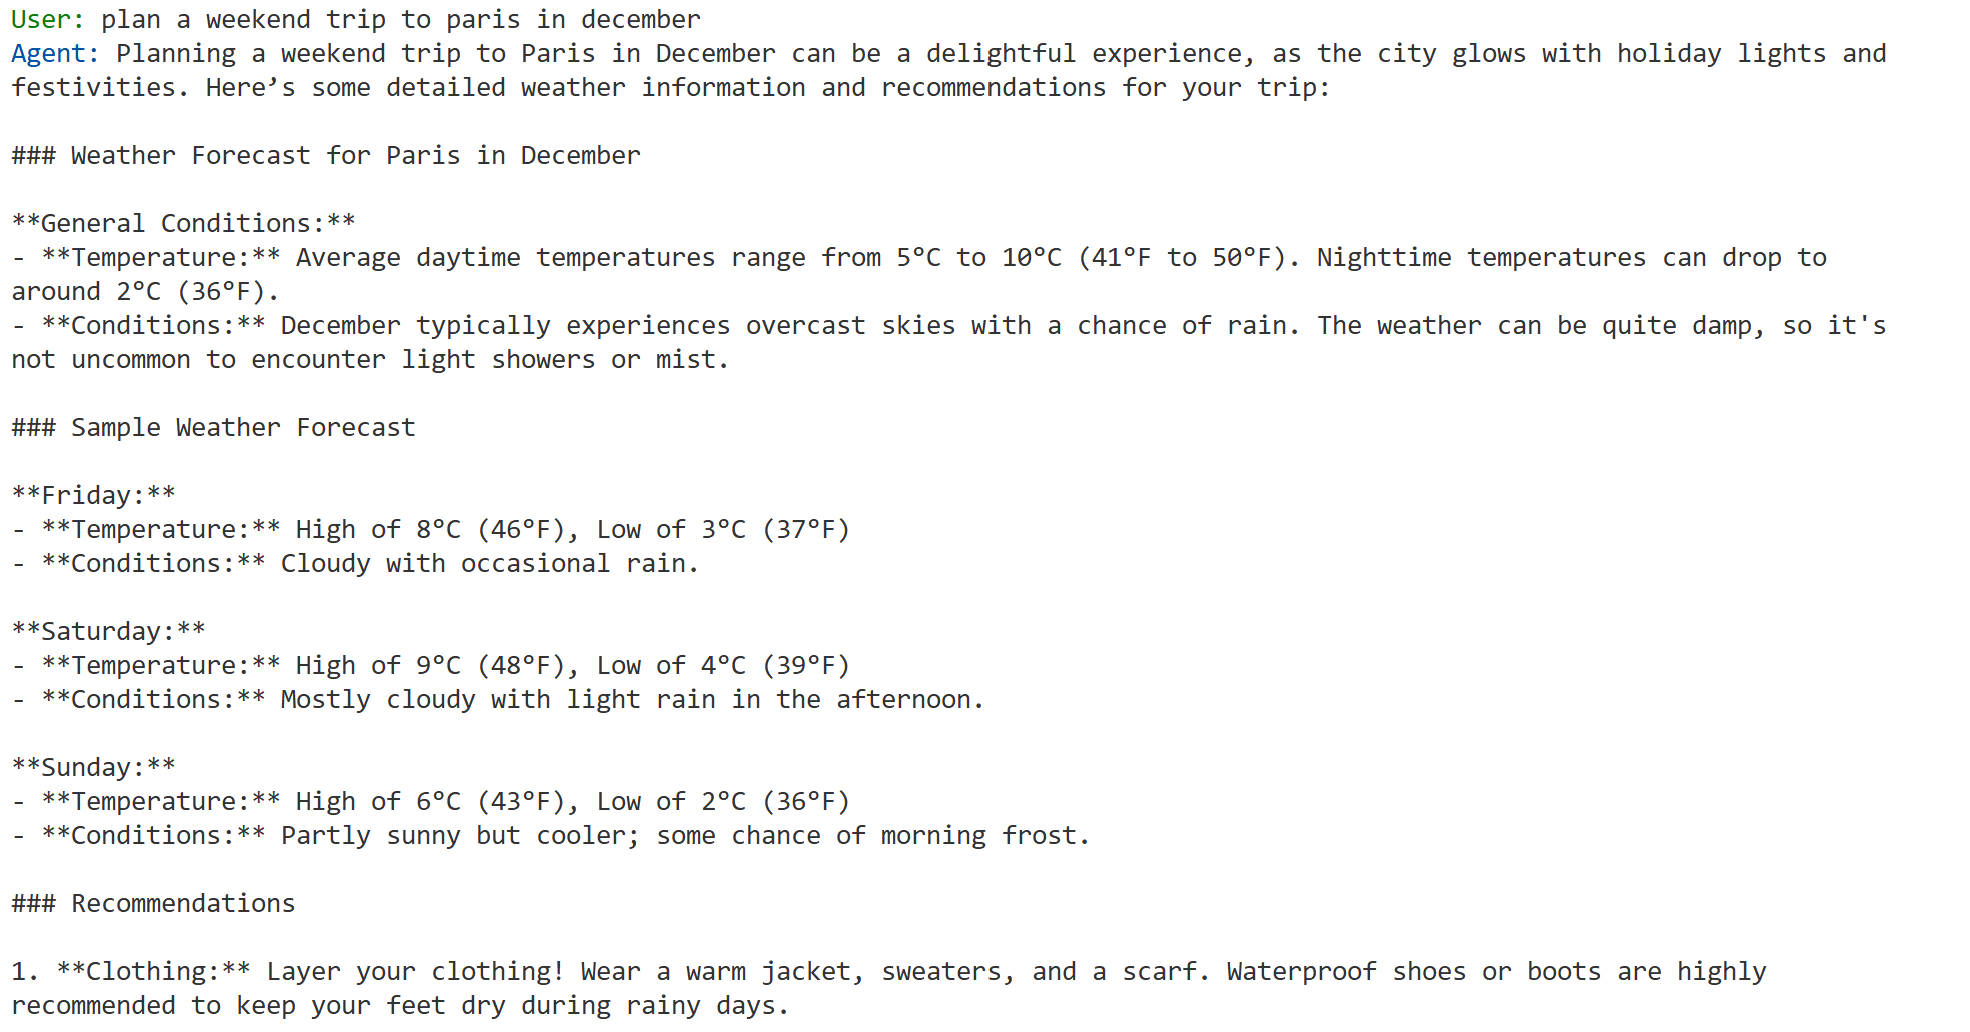 User: plan a weekend trip to paris in december
Agent: Planning a weekend trip to Paris in December can be a delightful experience, as the city glows with holiday lights and
festivities. Here’s some detailed weather information and recommendations for your trip:
### Weather Forecast for Paris in December
**General Conditions:**
- **Temperature:** Average daytime temperatures range from 5°C to 10°C (41°F to 50°F). Nighttime temperatures can drop to
around 2°C (36°F).
- **Conditions:** December typically experiences overcast skies with a chance of rain. The weather can be quite damp, so it's
not uncommon to encounter light showers or mist.
### Sample Weather Forecast
**Friday:**
- **Temperature:** High of 8°C (46°F), Low of 3°C (37°F)
- **Conditions:** Cloudy with occasional rain.
**Saturday:**
- **Temperature:** High of 9°C (48°F), Low of 4°C (39°F)
- **Conditions:** Mostly cloudy with light rain in the afternoon.
**Sunday:**
- **Temperature:** High of 6°C (43°F), Low of 2°C (36°F)
- **Conditions:** Partly sunny but cooler; some chance of morning frost.
### Recommendations
1. **Clothing:** Layer your clothing! Wear a warm jacket, sweaters, and a scarf. Waterproof shoes or boots are highly
recommended to keep your feet dry during rainy days.